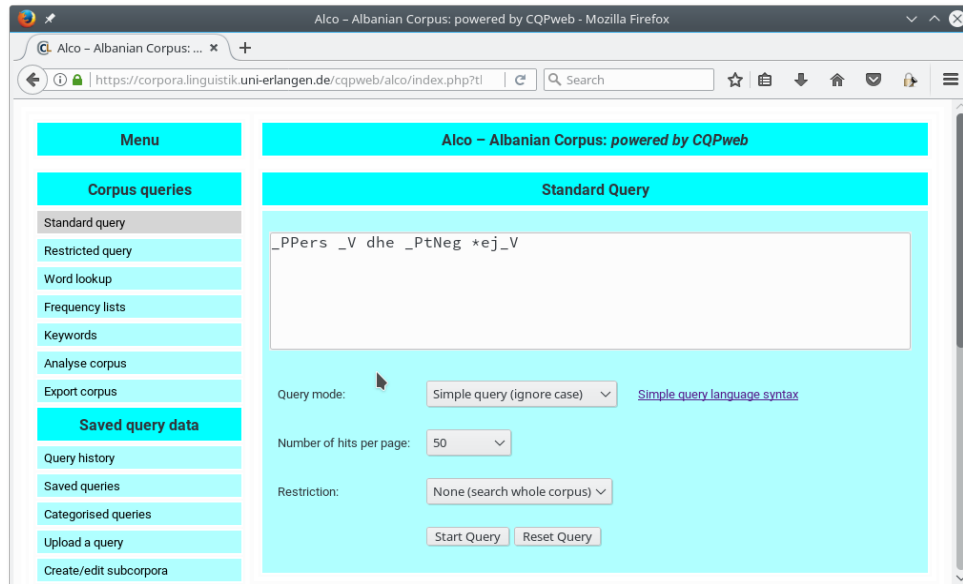 Alco – Albanian Corpus: powered by CQPweb - Mozilla Firefox
Alco – Albanian Corpus: ...
https://corpora.linguistik.uni-erlangen.de/cqpweb/alco/index.php?tl
Search
Menu
Alco – Albanian Corpus: powered by CQPweb
Corpus queries
Standard query
Restricted query
Word lookup
Frequency lists
Keywords
Analyse corpus
Export corpus
Saved query data
Query history
Saved queries
Categorised queries
Upload a query
Create/edit subcorpora
Standard Query
_PPers _V dhe _PtNeg *ej_V
Query mode: Simple query (ignore case) Simple query language syntax
Number of hits per page: 50
Restriction: None (search whole corpus)
Start Query Reset Query